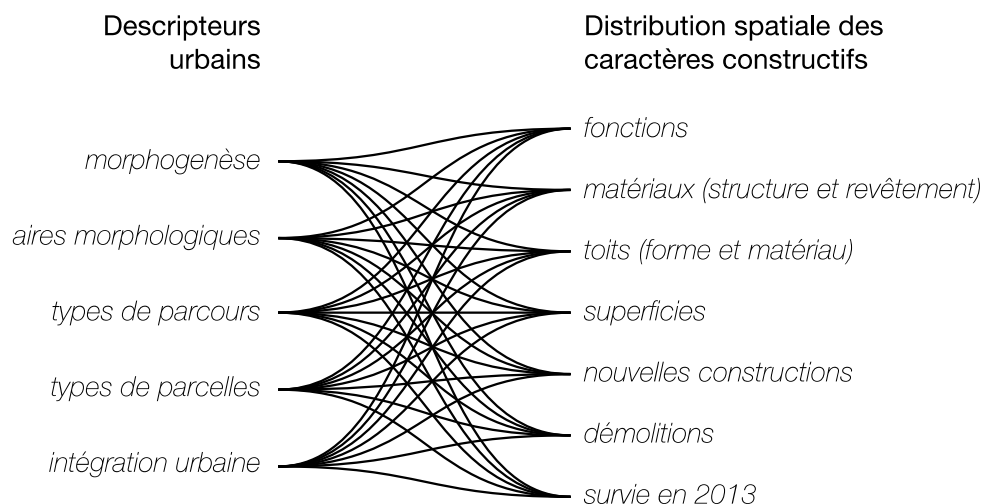 Descripteurs
urbains
morphogenèse
aires morphologiques
types de parcours
types de parcelles
intégration urbaine
Distribution spatiale des
caractères constructifs
fonctions
matériaux (structure et revêtement)
toits (forme et matériau)
superficies
nouvelles constructions
démolitions
survie en 2013